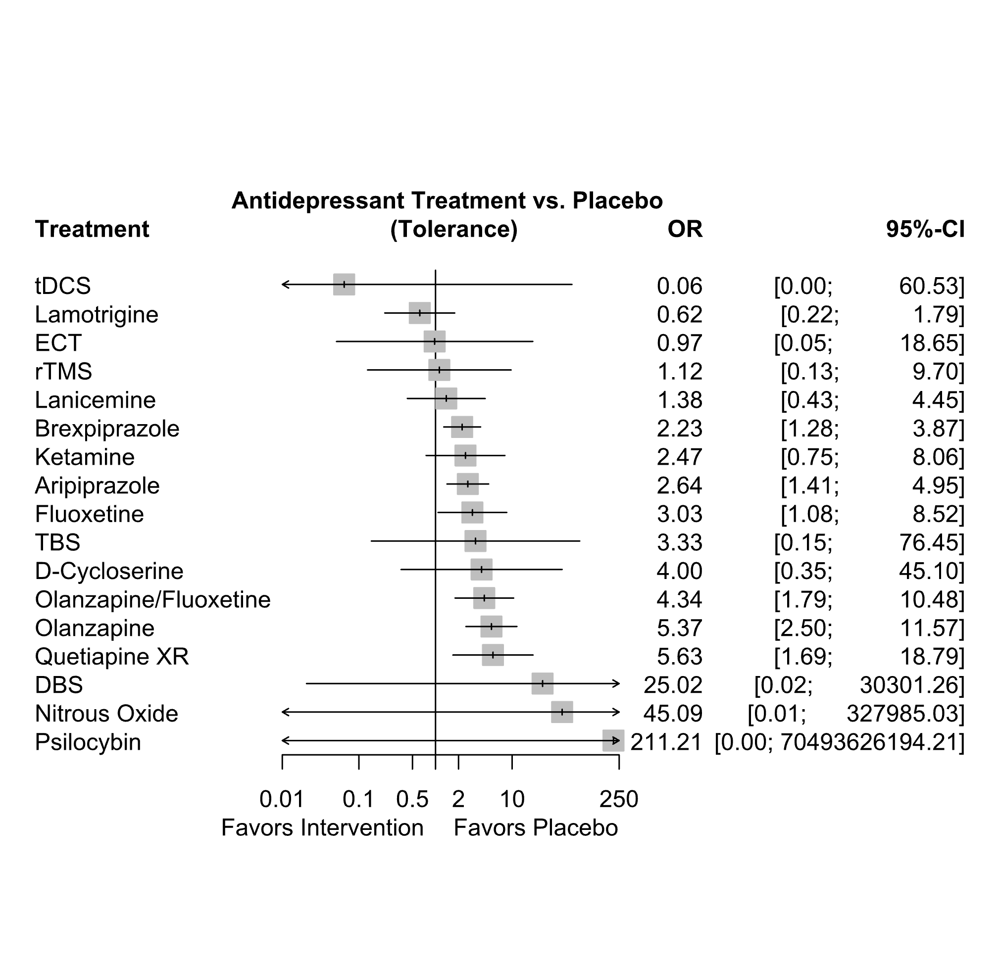 Antidepressant Treatment vs. Placebo
Treatment (Tolerance) OR 95%-CI
tDCS 0.06 [0.00; 60.53]
Lamotrigine 0.62 [0.22; 1.79]
ECT 0.97 [0.05; 18.65]
rTMS 1.12 [0.13; 9.70]
Lanicemine 1.38 [0.43; 4.45]
Brexpiprazole 2.23 [1.28; 3.87]
Ketamine 2.47 [0.75; 8.06]
Aripiprazole 2.64 [1.41; 4.95]
Fluoxetine 3.03 [1.08; 8.52]
TBS 3.33 [0.15; 76.45]
D-Cycloserine 4.00 [0.35; 45.10]
Olanzapine/Fluoxetine 4.34 [1.79; 10.48]
Olanzapine 5.37 [2.50; 11.57]
Quetiapine XR 5.63 [1.69; 18.79]
DBS 25.02 [0.02; 30301.26]
Nitrous Oxide 45.09 [0.01; 327985.03]
Psilocybin 211.21 [0.00; 70493626194.21]
0.01 0.1 0.5 2 10 250
Favors Intervention Favors Placebo